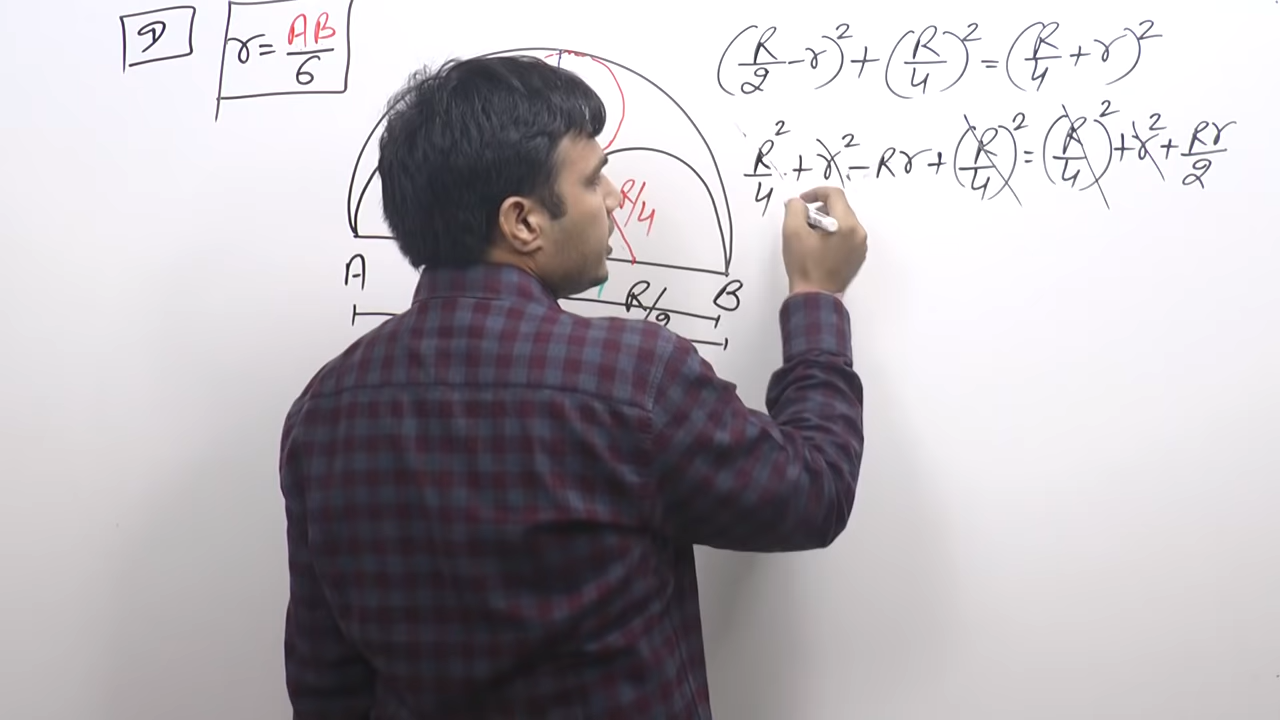 9
r = AB/6
(R/2 - r)² + (R/4)² = (R/4 + r)²
R²/4 + r² - Rr + (R/4)² = (R/4)² + r² + Rr/2
R/4
A
B
R/2